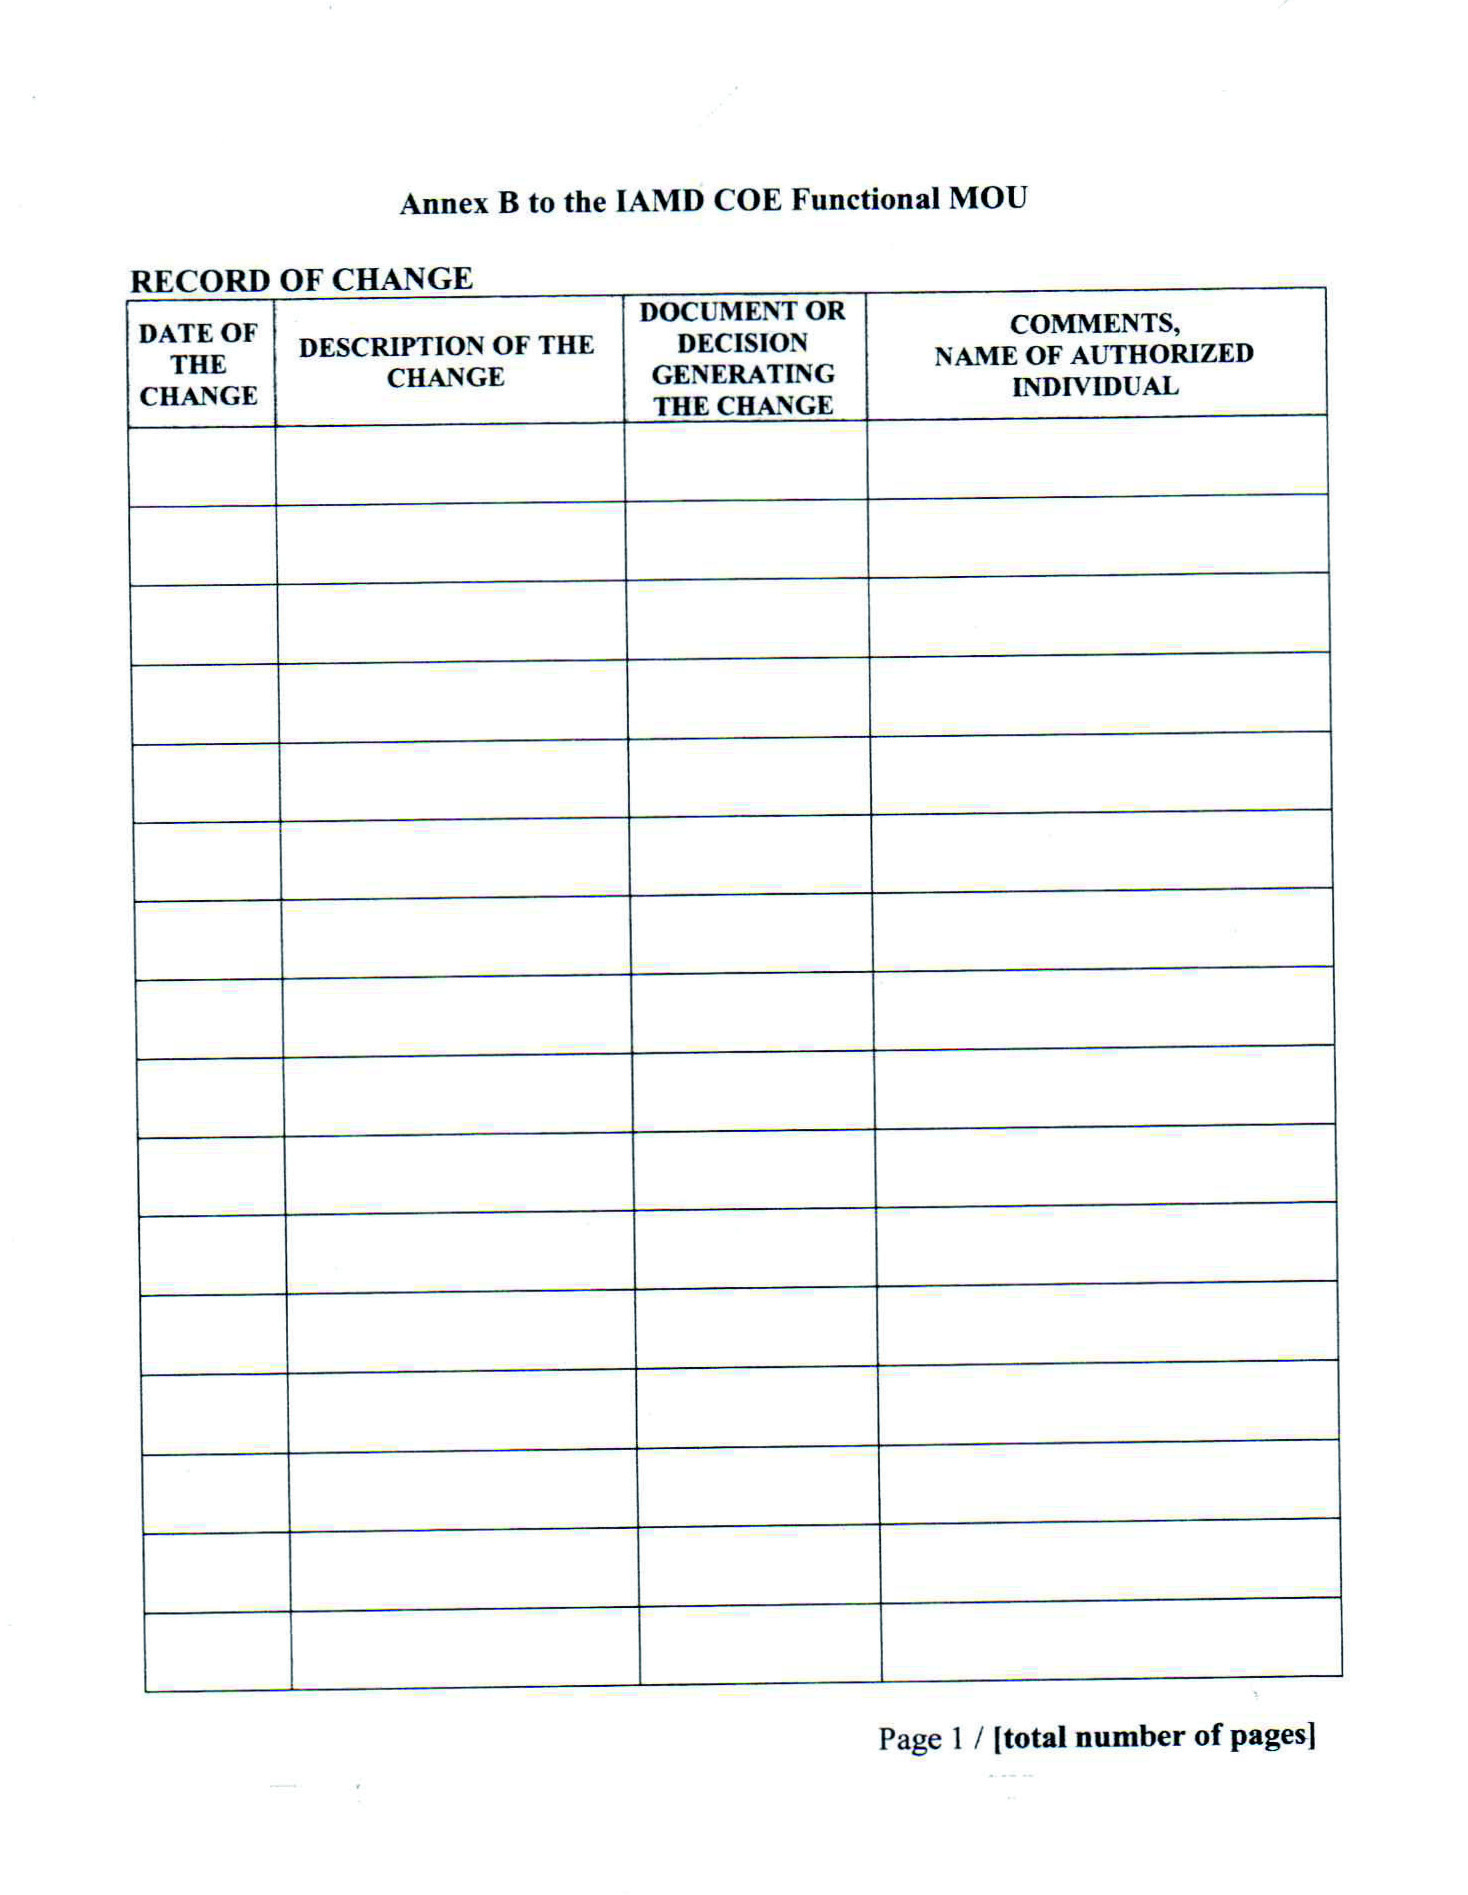 Annex B to the IAMD COE Functional MOU
RECORD OF CHANGE
DATE OF
THE
CHANGE
DESCRIPTION OF THE
CHANGE
DOCUMENT OR
DECISION
GENERATING
THE CHANGE
COMMENTS,
NAME OF AUTHORIZED
INDIVIDUAL
Page 1 / [total number of pages]